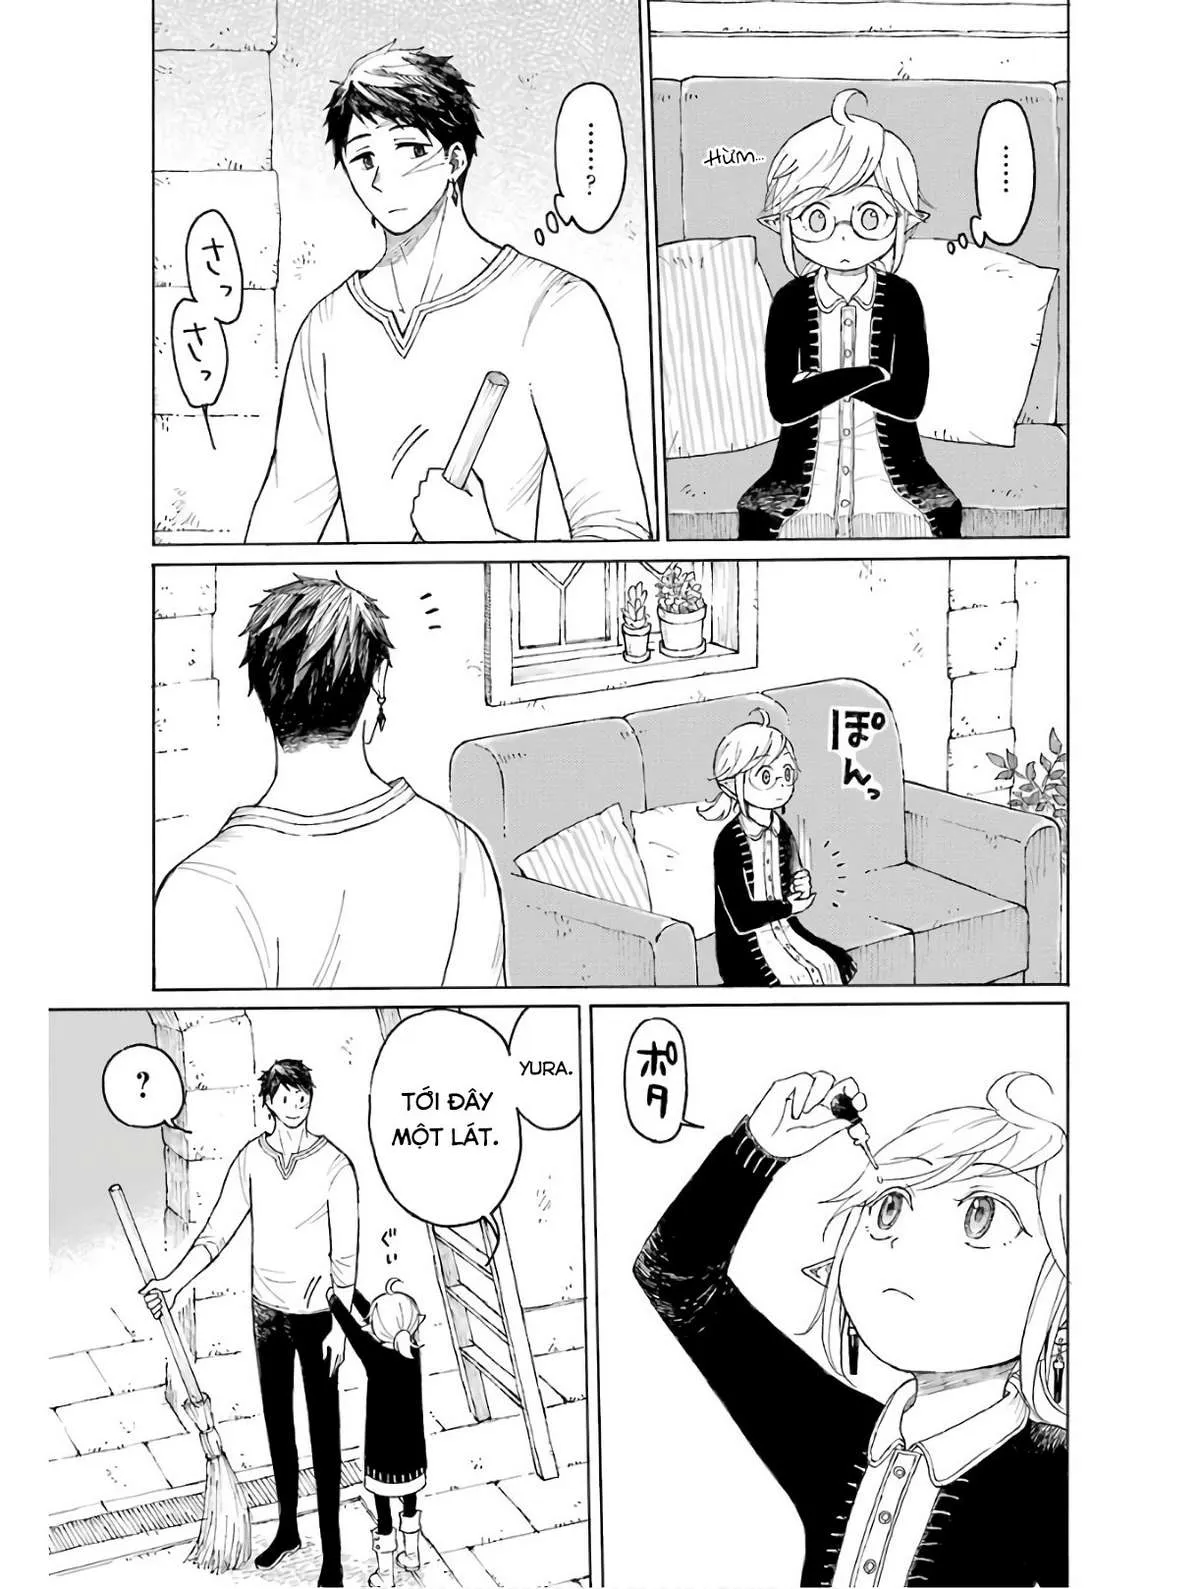 ………
Hừm...
………?
さっ
さっ
ぽんっ
ポタ
YURA.
TỚI ĐÂY
MỘT LÁT.
ぐい
?